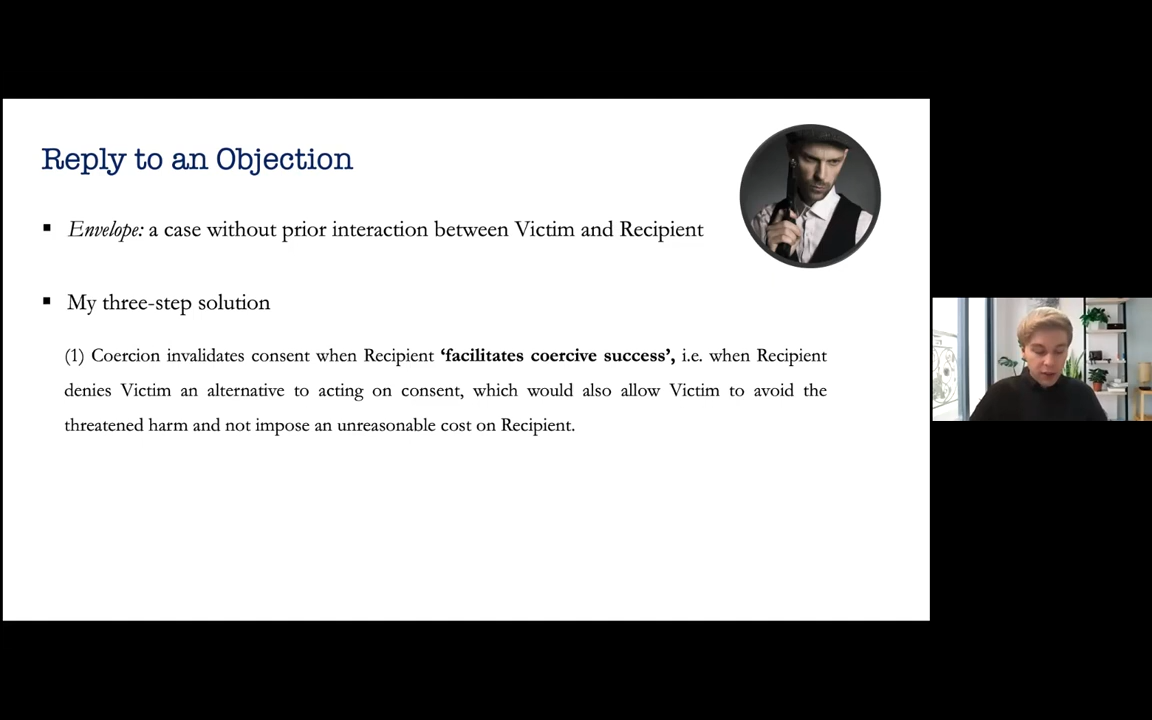 Reply to an Objection
▪ Envelope: a case without prior interaction between Victim and Recipient
▪ My three-step solution
(1) Coercion invalidates consent when Recipient ‘facilitates coercive success’, i.e. when Recipient
denies Victim an alternative to acting on consent, which would also allow Victim to avoid the
threatened harm and not impose an unreasonable cost on Recipient.